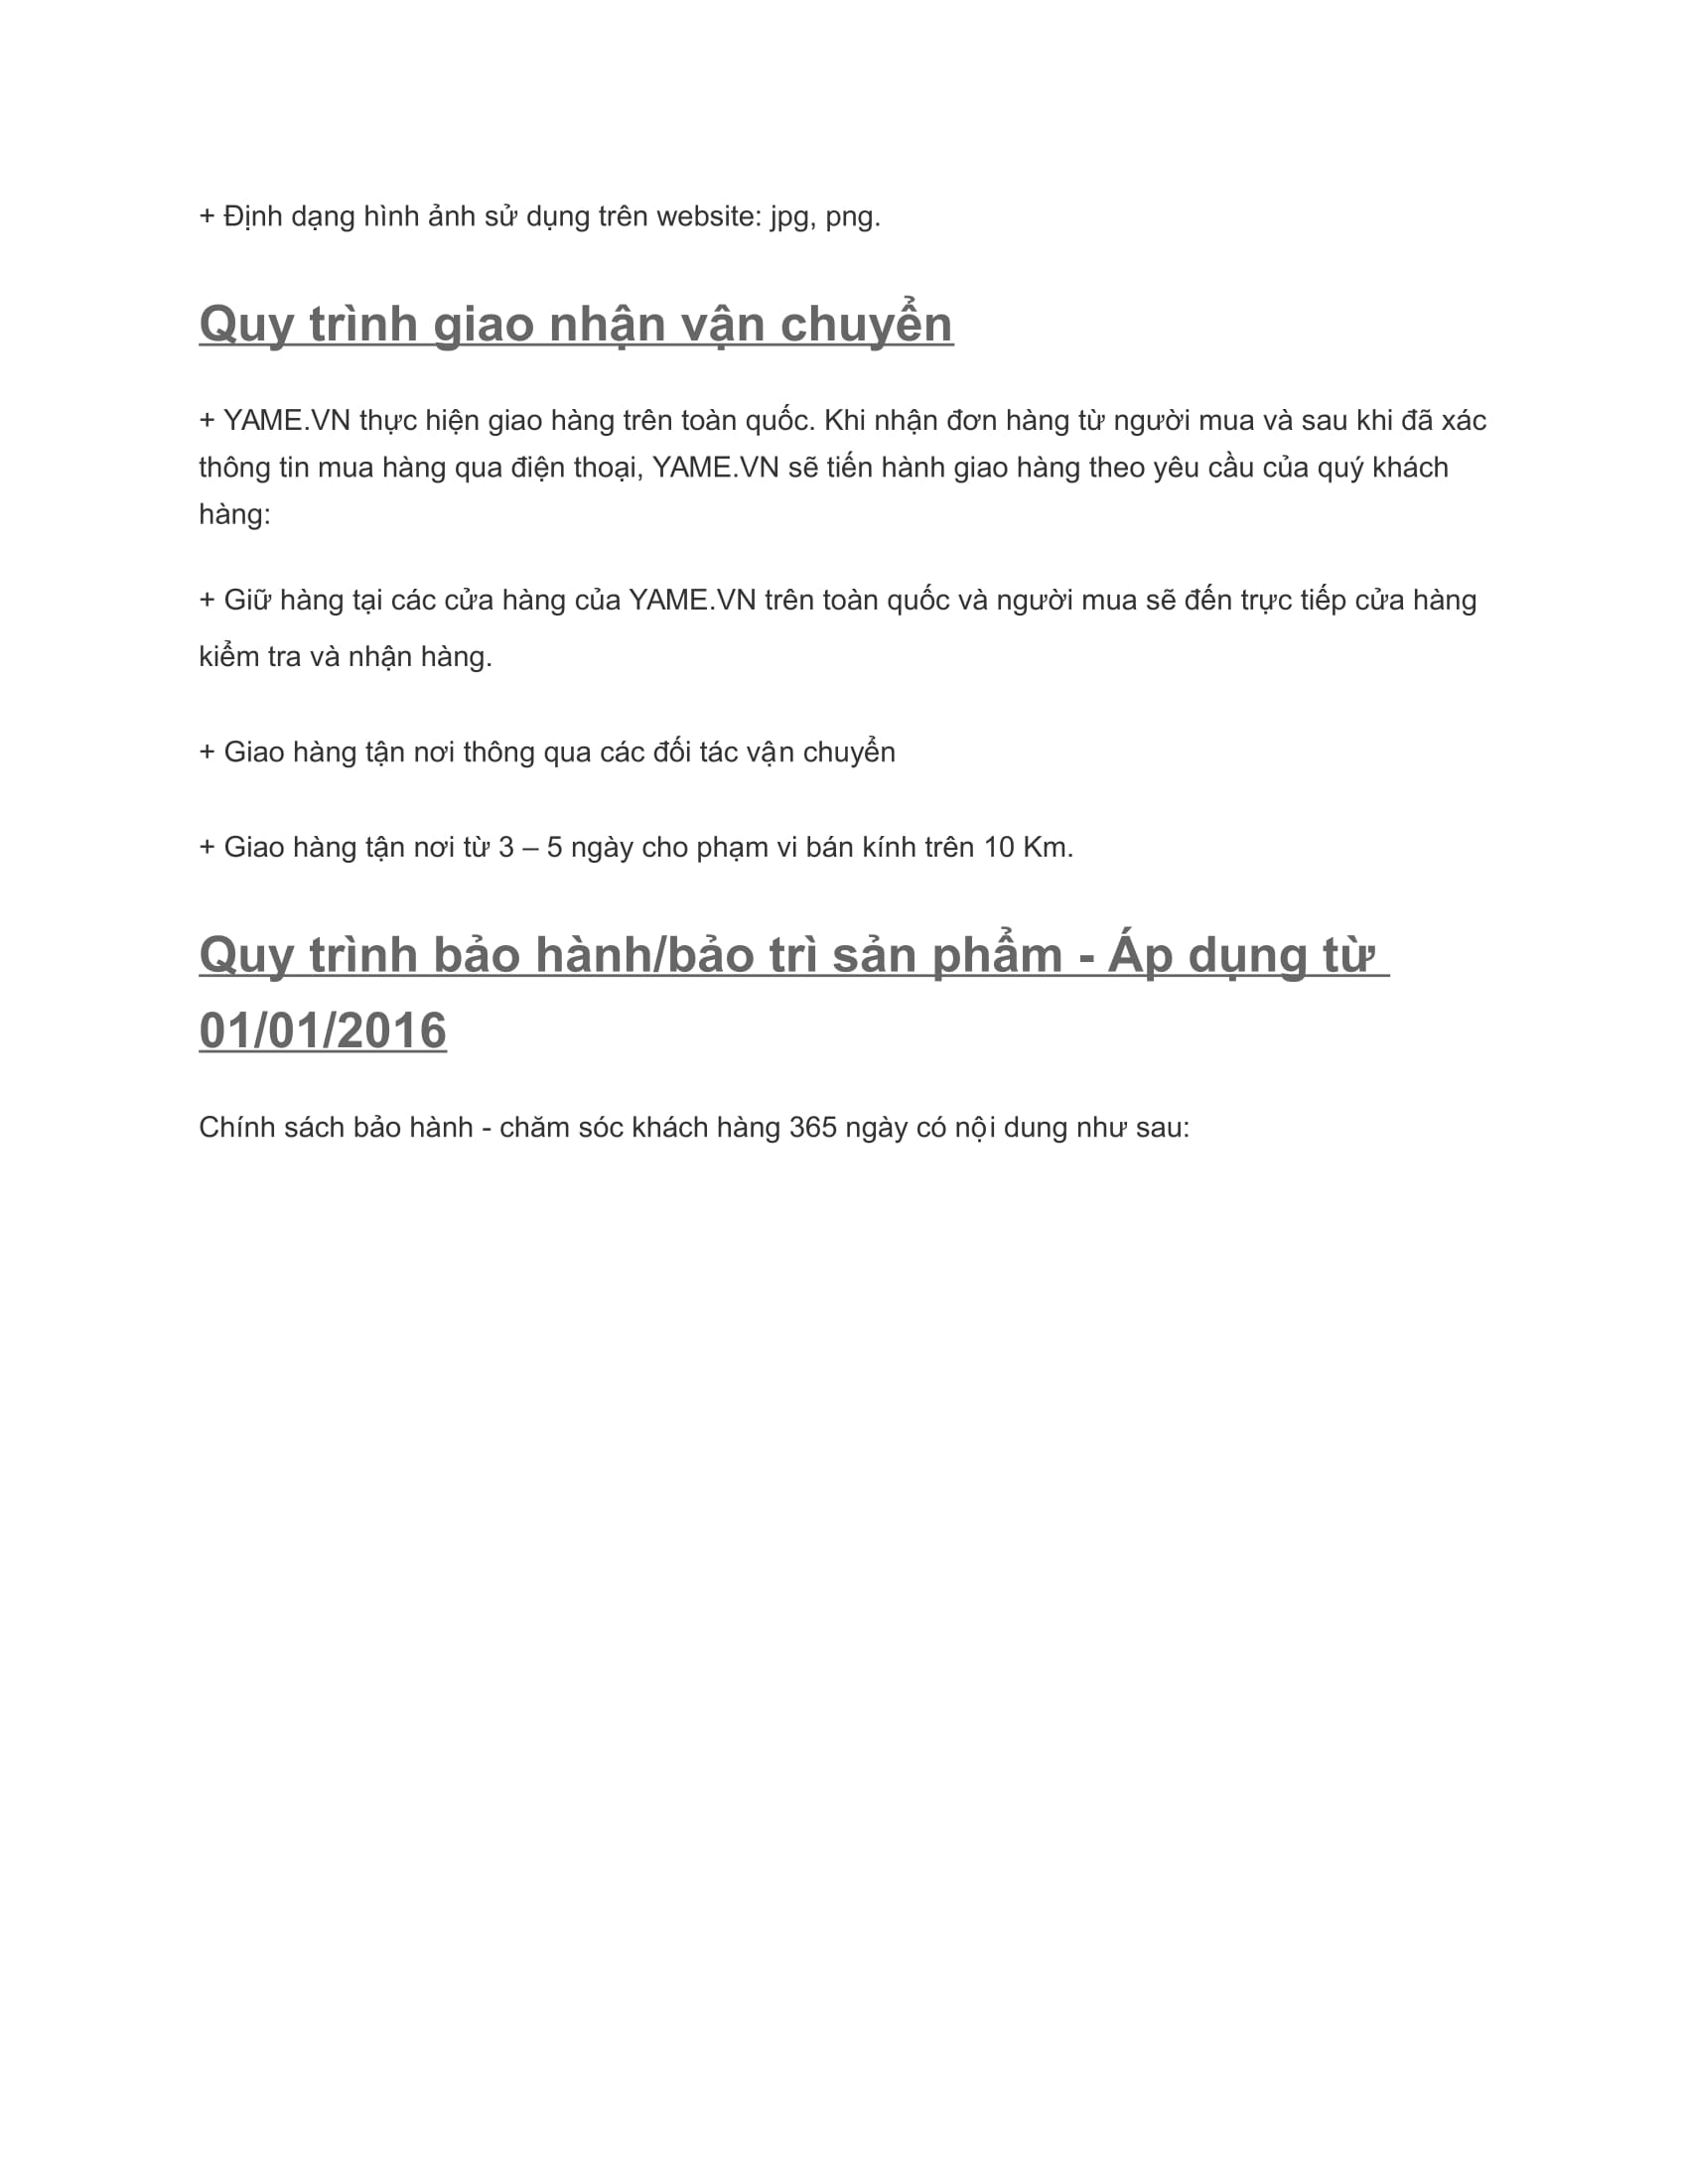 + Định dạng hình ảnh sử dụng trên website: jpg, png.
Quy trình giao nhận vận chuyển
+ YAME.VN thực hiện giao hàng trên toàn quốc. Khi nhận đơn hàng từ người mua và sau khi đã xác
thông tin mua hàng qua điện thoại, YAME.VN sẽ tiến hành giao hàng theo yêu cầu của quý khách
hàng:
+ Giữ hàng tại các cửa hàng của YAME.VN trên toàn quốc và người mua sẽ đến trực tiếp cửa hàng
kiểm tra và nhận hàng.
+ Giao hàng tận nơi thông qua các đối tác vận chuyển
+ Giao hàng tận nơi từ 3 – 5 ngày cho phạm vi bán kính trên 10 Km.
Quy trình bảo hành/bảo trì sản phẩm - Áp dụng từ
01/01/2016
Chính sách bảo hành - chăm sóc khách hàng 365 ngày có nội dung như sau: